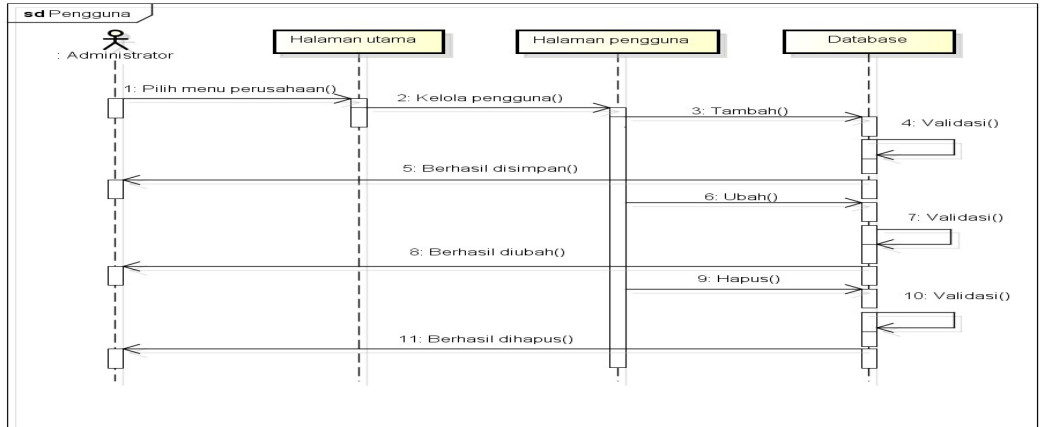 sd Pengguna
: Administrator
Halaman utama
Halaman pengguna
Database
1: Pilih menu perusahaan()
2: Kelola pengguna()
3: Tambah()
4: Validasi()
5: Berhasil disimpan()
6: Ubah()
7: Validasi()
8: Berhasil diubah()
9: Hapus()
10: Validasi()
11: Berhasil dihapus()